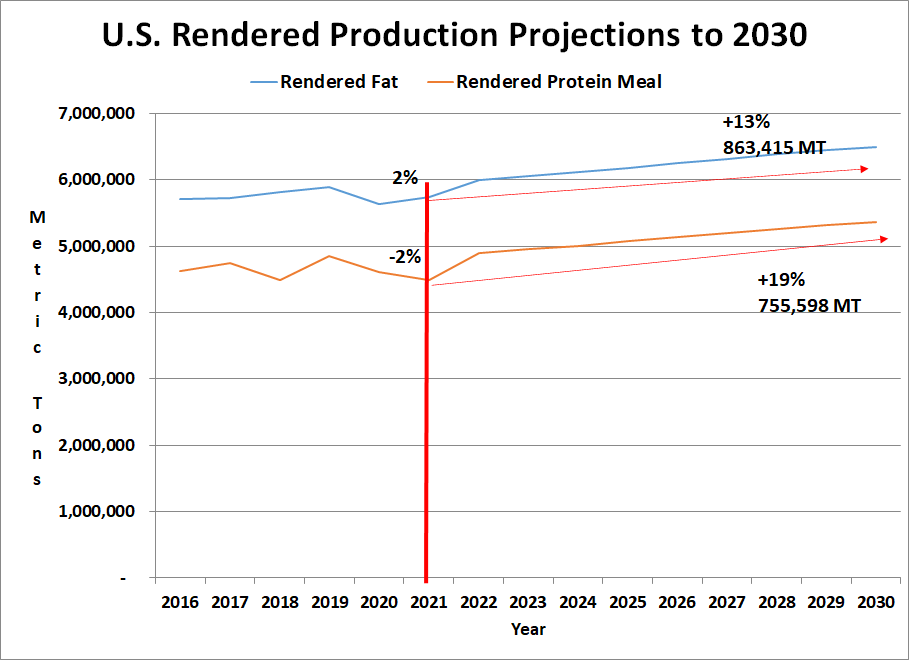 U.S. Rendered Production Projections to 2030
Rendered Fat
Rendered Protein Meal
7,000,000
6,000,000
5,000,000
4,000,000
3,000,000
2,000,000
1,000,000
-
Metric Tons
+13%
863,415 MT
2%
-2%
+19%
755,598 MT
2016 2017 2018 2019 2020 2021 2022 2023 2024 2025 2026 2027 2028 2029 2030
Year